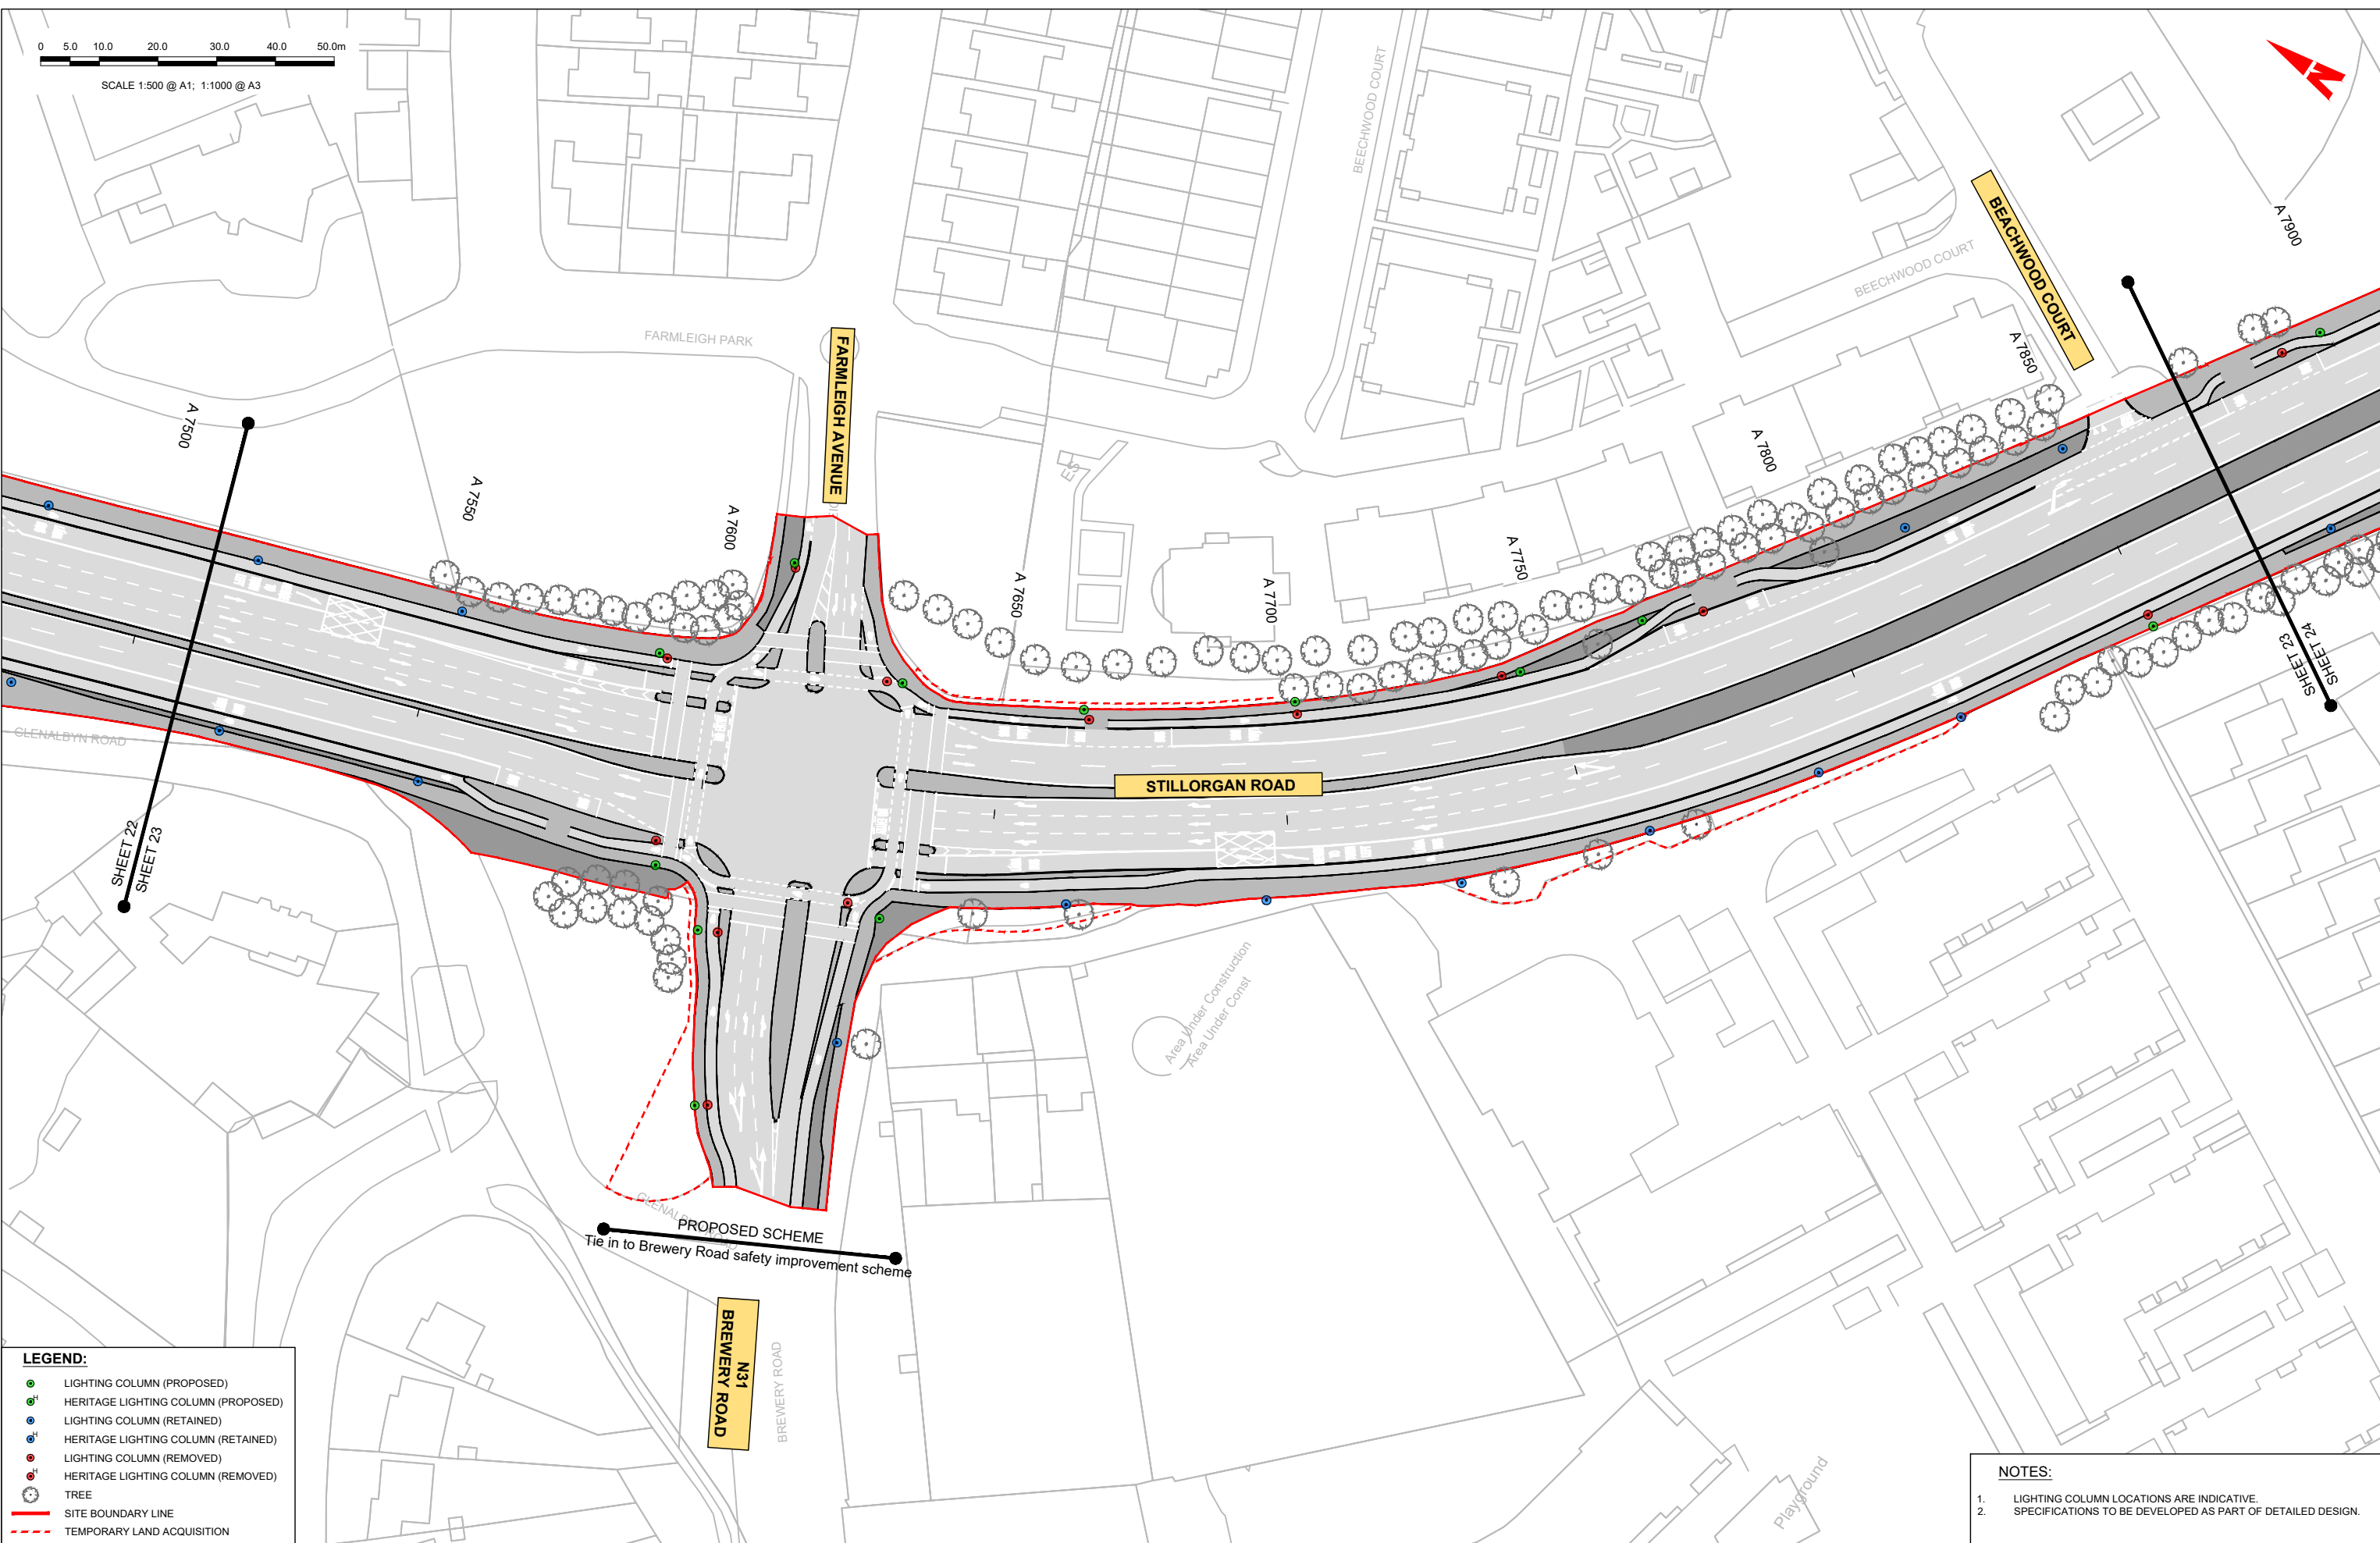 0 5.0 10.0 20.0 30.0 40.0 50.0m
SCALE 1:500 @ A1; 1:1000 @ A3
BEECHWOOD COURT
BEACHWOOD COURT
BEECHWOOD COURT
A 7900
FARMLEIGH PARK
FARMLEIGH AVENUE
A 7500
A 7550
A 7600
A 7650
A 7700
A 7750
A 7800
A 7850
ES
GLENALBYN ROAD
STILLORGAN ROAD
SHEET 22
SHEET 23
SHEET 23
SHEET 24
Area Under Construction
Area Under Const
PROPOSED SCHEME
Tie in to Brewery Road safety improvement scheme
N31
BREWERY ROAD
BREWERY ROAD
Playground
LEGEND:
LIGHTING COLUMN (PROPOSED)
H HERITAGE LIGHTING COLUMN (PROPOSED)
LIGHTING COLUMN (RETAINED)
H HERITAGE LIGHTING COLUMN (RETAINED)
LIGHTING COLUMN (REMOVED)
H HERITAGE LIGHTING COLUMN (REMOVED)
TREE
SITE BOUNDARY LINE
TEMPORARY LAND ACQUISITION
NOTES:
1. LIGHTING COLUMN LOCATIONS ARE INDICATIVE.
2. SPECIFICATIONS TO BE DEVELOPED AS PART OF DETAILED DESIGN.